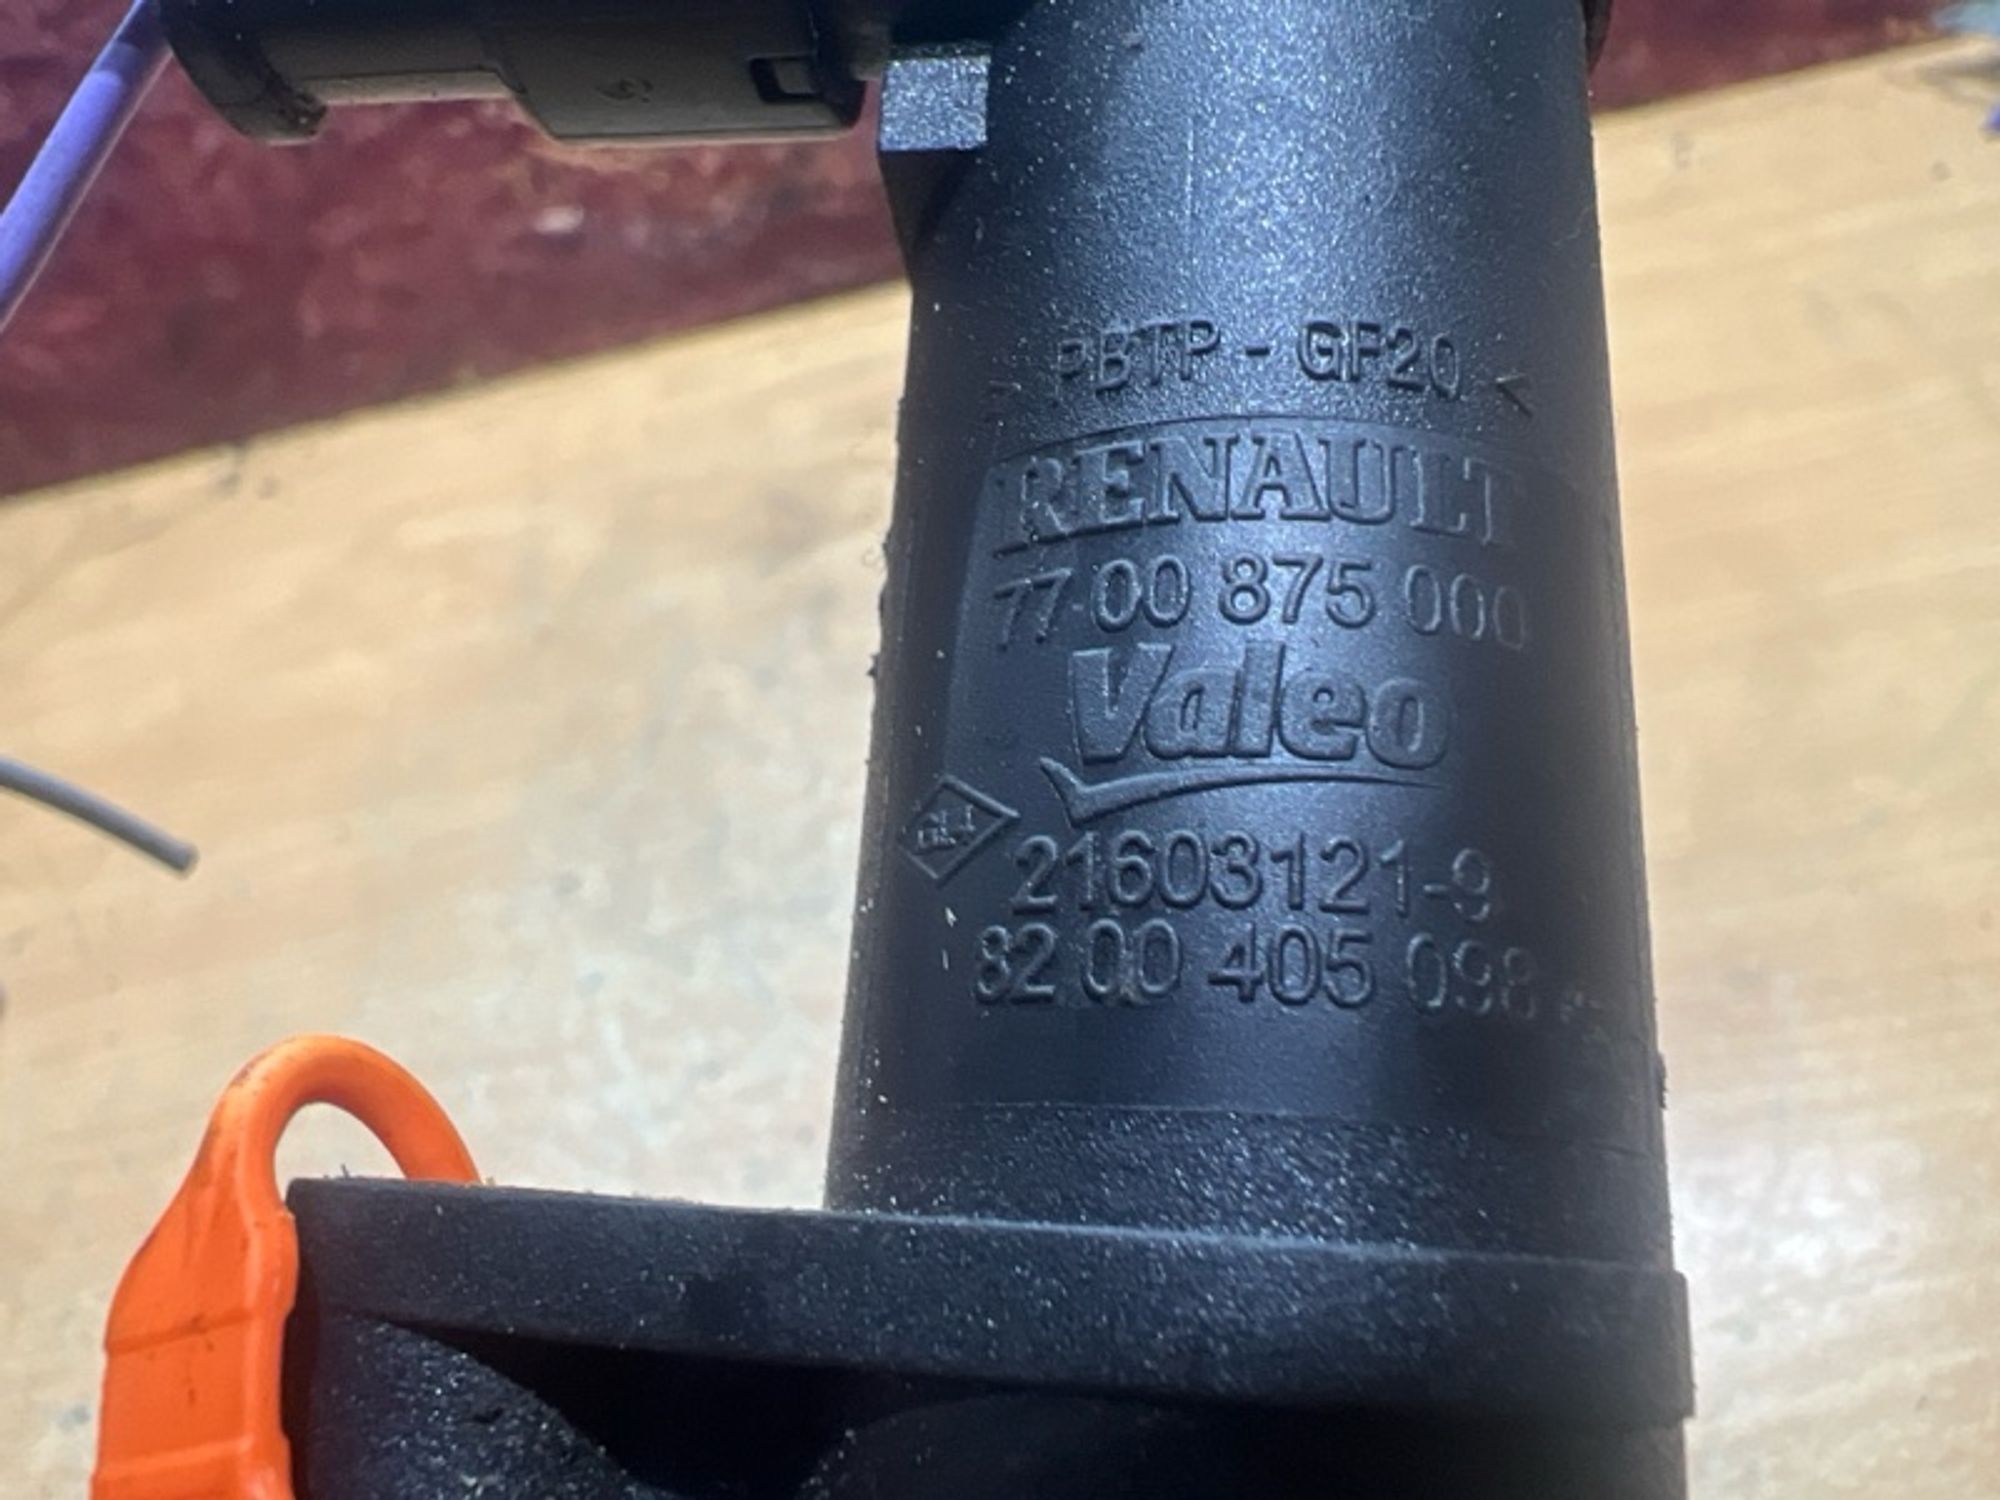 PBTP - GF20 <
RENAULT
77 00 875 000
Valeo
21603121-9
82 00 405 098